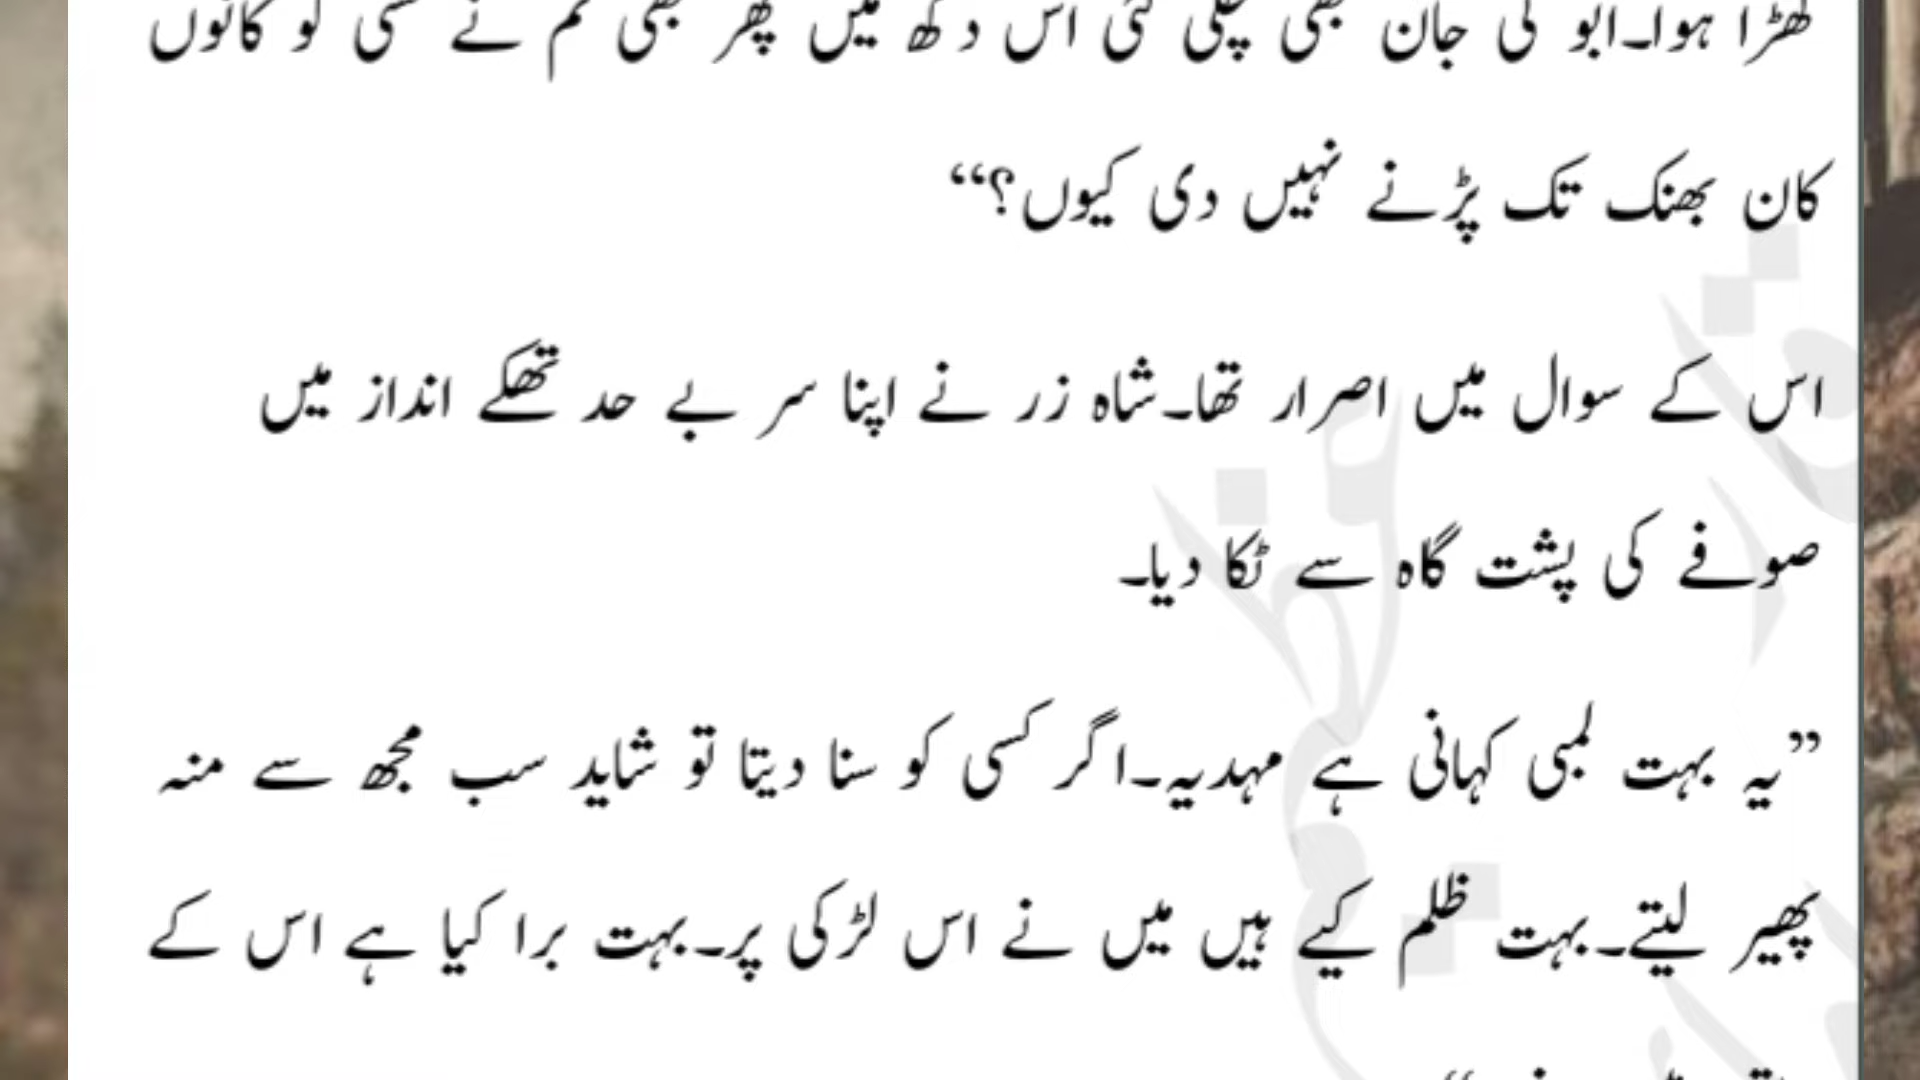 کھڑا ہوا۔ابو کی جان بھی چلی گئی اس دکھ میں پھر بھی تم نے کسی کو کانوں
کان بھنک تک پڑنے نہیں دی کیوں؟“
اس کے سوال میں اصرار تھا۔شاہ زر نے اپنا سر بے حد تھکے انداز میں
صوفے کی پشت گاہ سے ٹکا دیا۔
”یہ بہت لمبی کہانی ہے مہدیہ۔اگر کسی کو سنا دیتا تو شاید سب مجھ سے منہ
پھیر لیتے۔بہت ظلم کیے ہیں میں نے اس لڑکی پر۔بہت برا کیا ہے اس کے